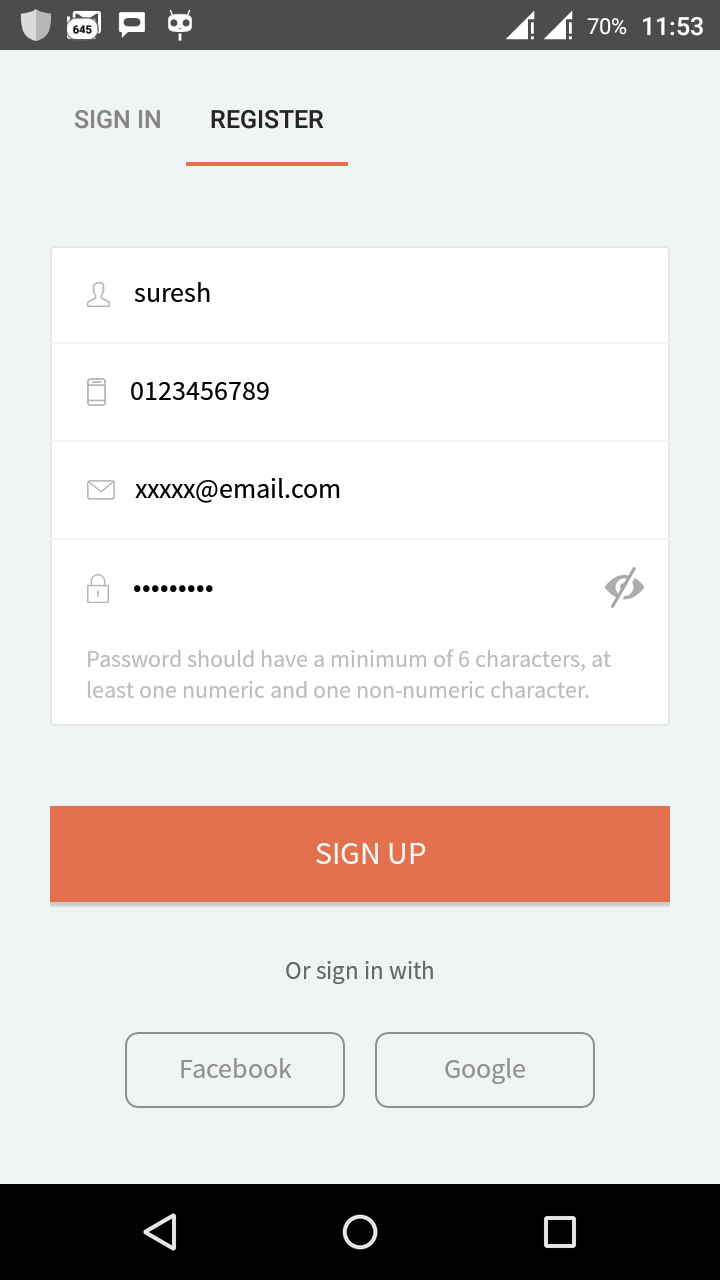 645 70% 11:53
SIGN IN REGISTER
suresh
0123456789
xxxxx@email.com
•••••••••
Password should have a minimum of 6 characters, at
least one numeric and one non-numeric character.
SIGN UP
Or sign in with
Facebook Google